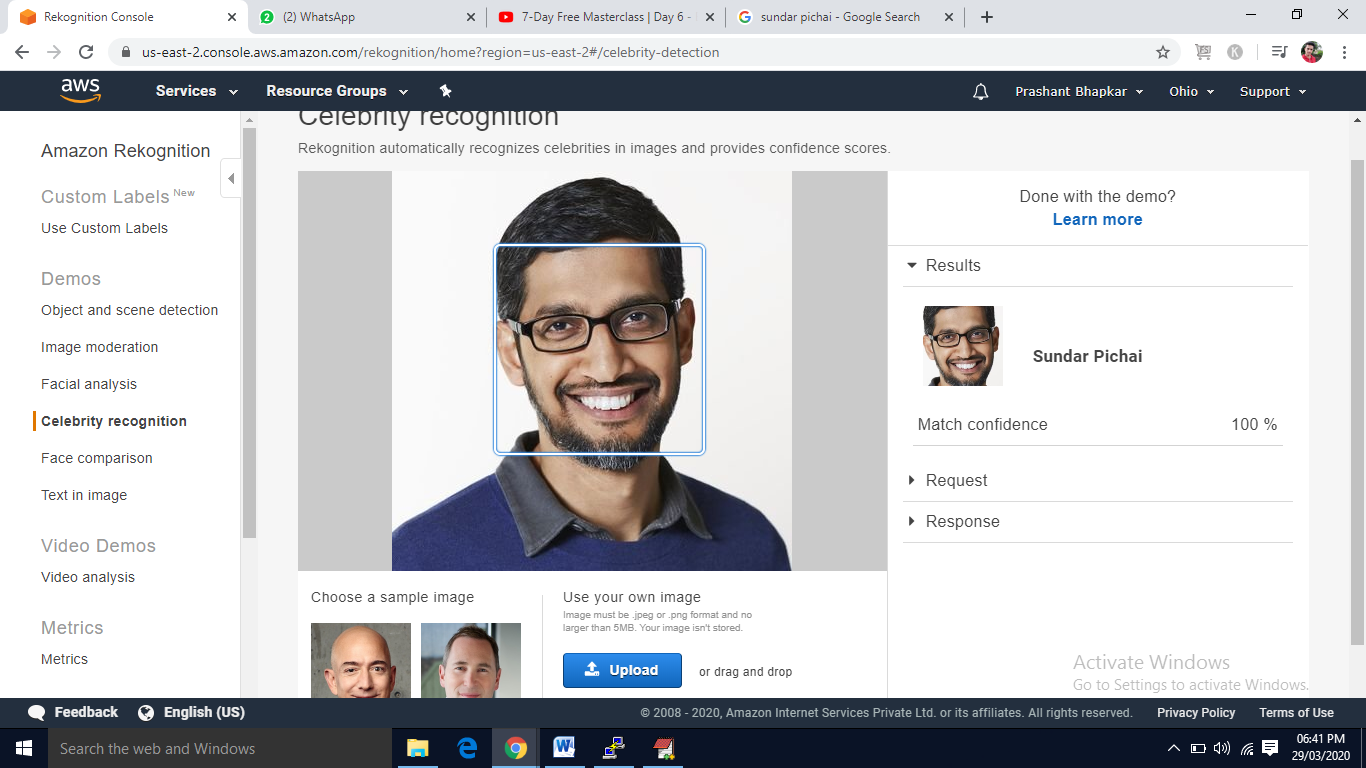 Rekognition Console
(2) WhatsApp
7-Day Free Masterclass | Day 6 -
sundar pichai - Google Search
us-east-2.console.aws.amazon.com/rekognition/home?region=us-east-2#/celebrity-detection
K
aws
Services
Resource Groups
Prashant Bhapkar
Ohio
Support
Amazon Rekognition
Custom Labels New
Use Custom Labels
Demos
Object and scene detection
Image moderation
Facial analysis
Celebrity recognition
Face comparison
Text in image
Video Demos
Video analysis
Metrics
Metrics
Celebrity recognition
Rekognition automatically recognizes celebrities in images and provides confidence scores.
Done with the demo?
Learn more
Results
Sundar Pichai
Match confidence 100 %
Request
Response
Choose a sample image
Use your own image
Image must be .jpeg or .png format and no
larger than 5MB. Your image isn't stored.
Upload
or drag and drop
Activate Windows
Go to Settings to activate Windows.
Feedback
English (US)
© 2008 - 2020, Amazon Internet Services Private Ltd. or its affiliates. All rights reserved.
Privacy Policy
Terms of Use
Search the web and Windows
06:41 PM
29/03/2020